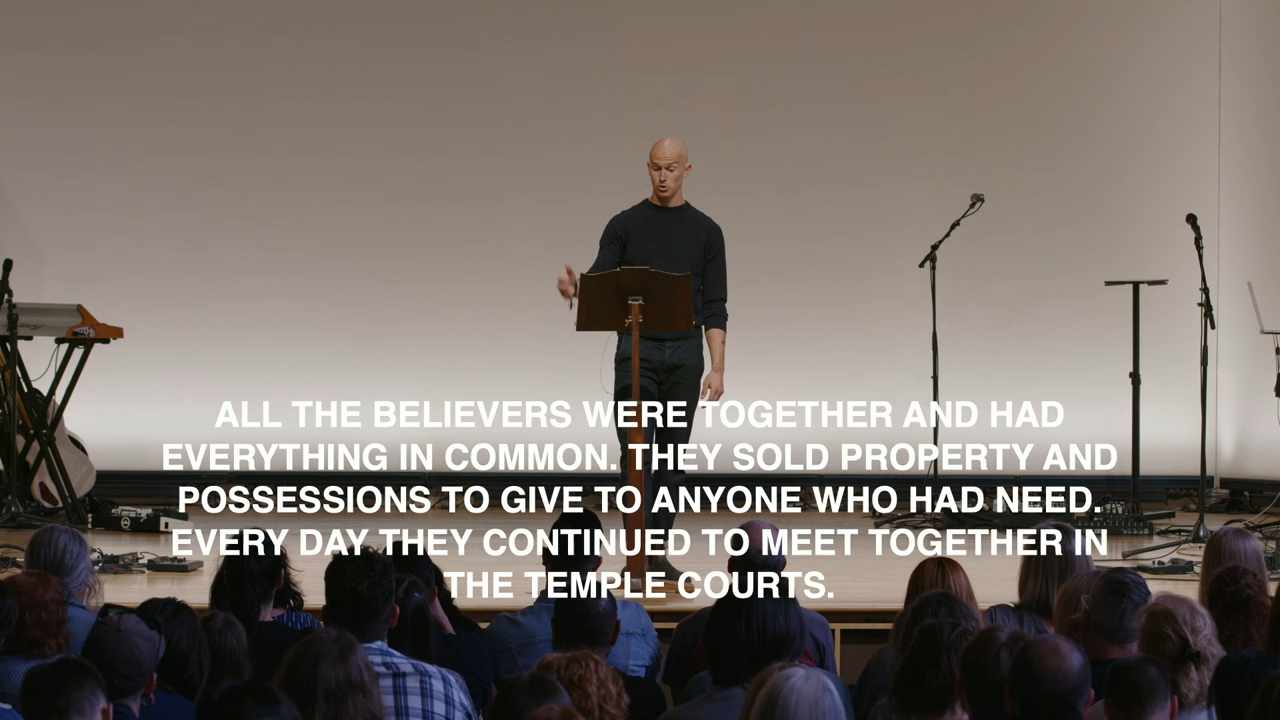 ALL THE BELIEVERS WERE TOGETHER AND HAD
EVERYTHING IN COMMON. THEY SOLD PROPERTY AND
POSSESSIONS TO GIVE TO ANYONE WHO HAD NEED.
EVERY DAY THEY CONTINUED TO MEET TOGETHER IN
THE TEMPLE COURTS.